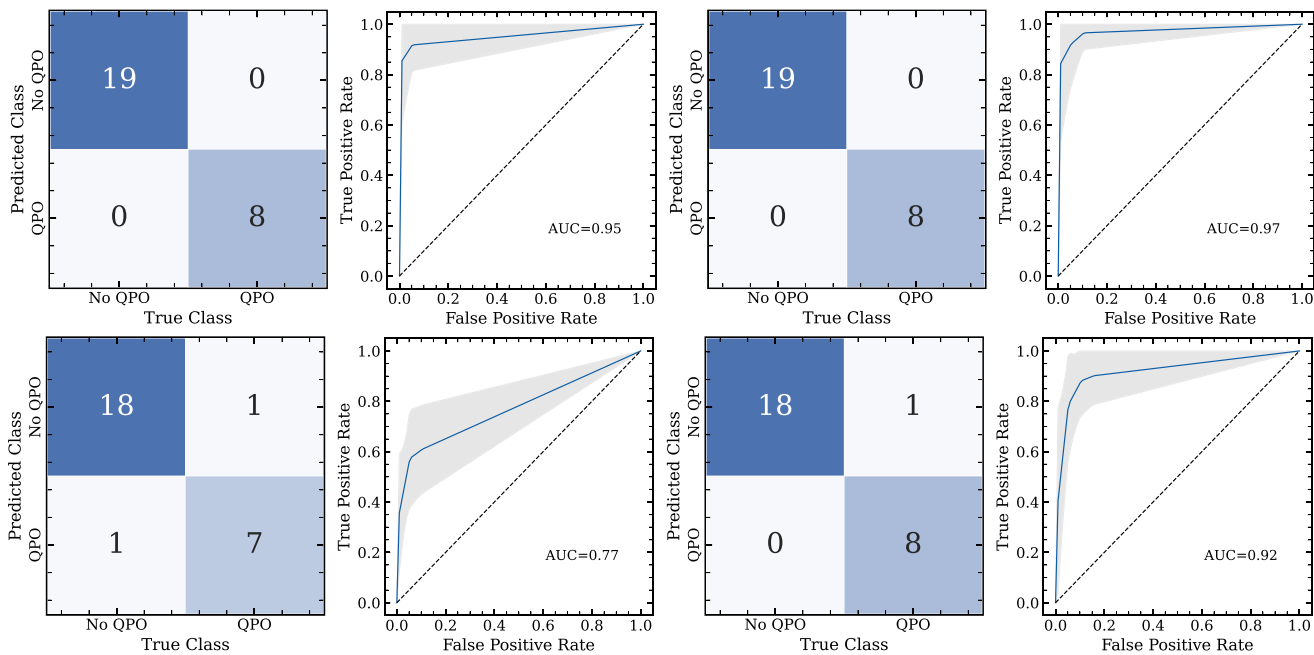 Predicted Class
No QPO
QPO
19
0
0
8
No QPO
QPO
True Class
True Positive Rate
1.0
0.8
0.6
0.4
0.2
0.0
AUC=0.95
0.0 0.2 0.4 0.6 0.8 1.0
False Positive Rate
Predicted Class
No QPO
QPO
19
0
0
8
No QPO
QPO
True Class
True Positive Rate
1.0
0.8
0.6
0.4
0.2
0.0
AUC=0.97
0.0 0.2 0.4 0.6 0.8 1.0
False Positive Rate
Predicted Class
No QPO
QPO
18
1
1
7
No QPO
QPO
True Class
True Positive Rate
1.0
0.8
0.6
0.4
0.2
0.0
AUC=0.77
0.0 0.2 0.4 0.6 0.8 1.0
False Positive Rate
Predicted Class
No QPO
QPO
18
1
0
8
No QPO
QPO
True Class
True Positive Rate
1.0
0.8
0.6
0.4
0.2
0.0
AUC=0.92
0.0 0.2 0.4 0.6 0.8 1.0
False Positive Rate